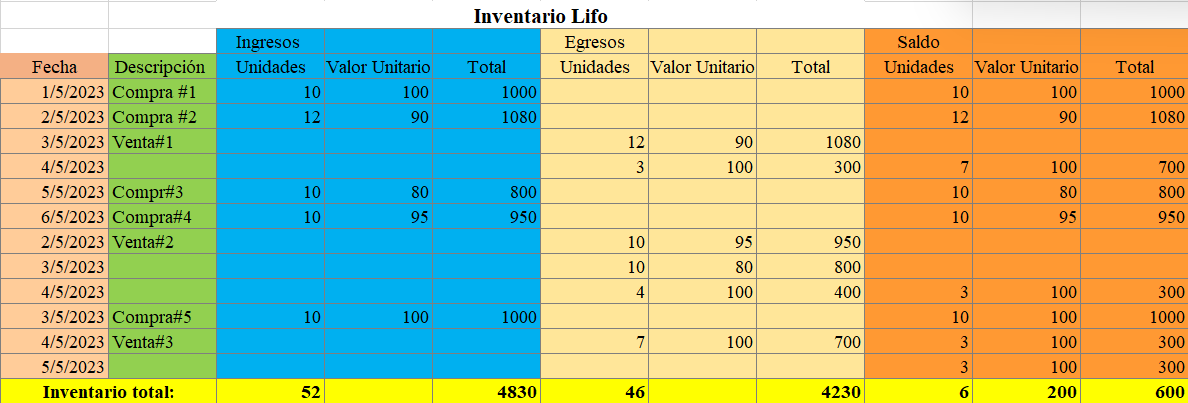 Inventario Lifo
Ingresos Egresos Saldo
Fecha Descripción Unidades Valor Unitario Total Unidades Valor Unitario Total Unidades Valor Unitario Total
1/5/2023 Compra #1 10 100 1000 10 100 1000
2/5/2023 Compra #2 12 90 1080 12 90 1080
3/5/2023 Venta#1 12 90 1080
4/5/2023 3 100 300 7 100 700
5/5/2023 Compr#3 10 80 800 10 80 800
6/5/2023 Compra#4 10 95 950 10 95 950
2/5/2023 Venta#2 10 95 950
3/5/2023 10 80 800
4/5/2023 4 100 400 3 100 300
3/5/2023 Compra#5 10 100 1000 10 100 1000
4/5/2023 Venta#3 7 100 700 3 100 300
5/5/2023 3 100 300
Inventario total: 52 4830 46 4230 6 200 600